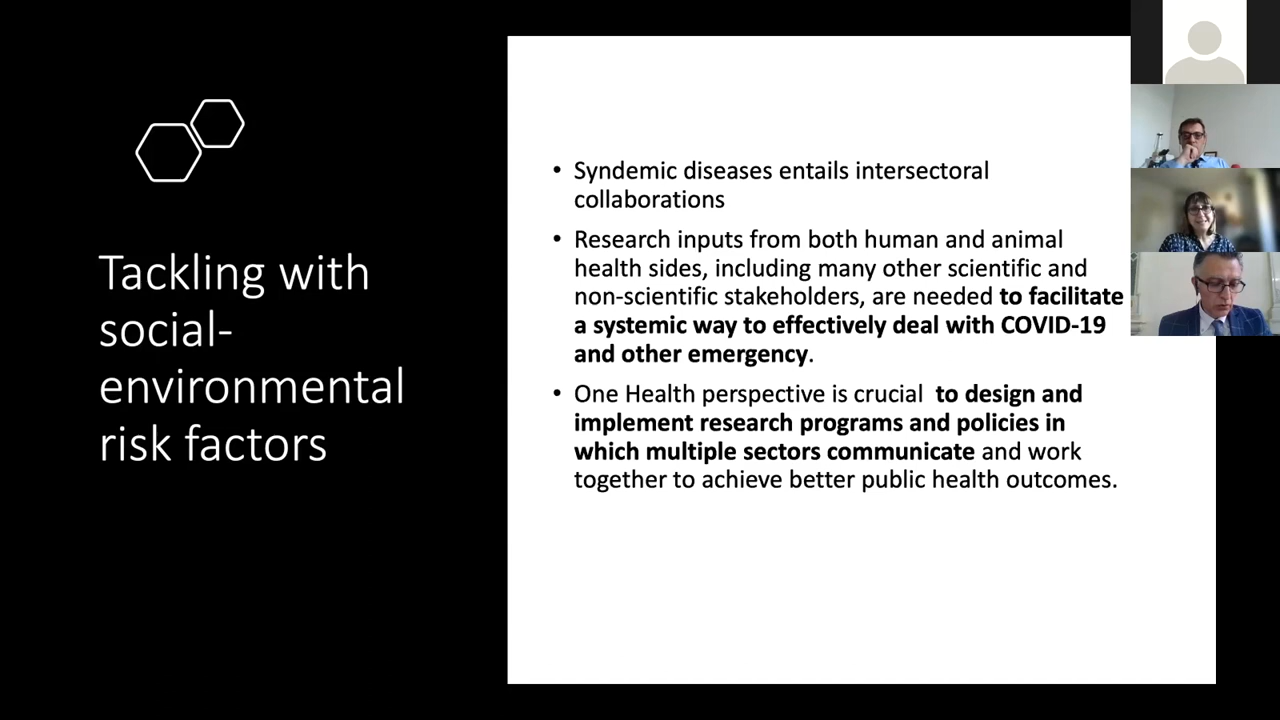 Tackling with
social-
environmental
risk factors
• Syndemic diseases entails intersectoral
collaborations
• Research inputs from both human and animal
health sides, including many other scientific and
non-scientific stakeholders, are needed to facilitate
a systemic way to effectively deal with COVID-19
and other emergency.
• One Health perspective is crucial  to design and
implement research programs and policies in
which multiple sectors communicate and work
together to achieve better public health outcomes.